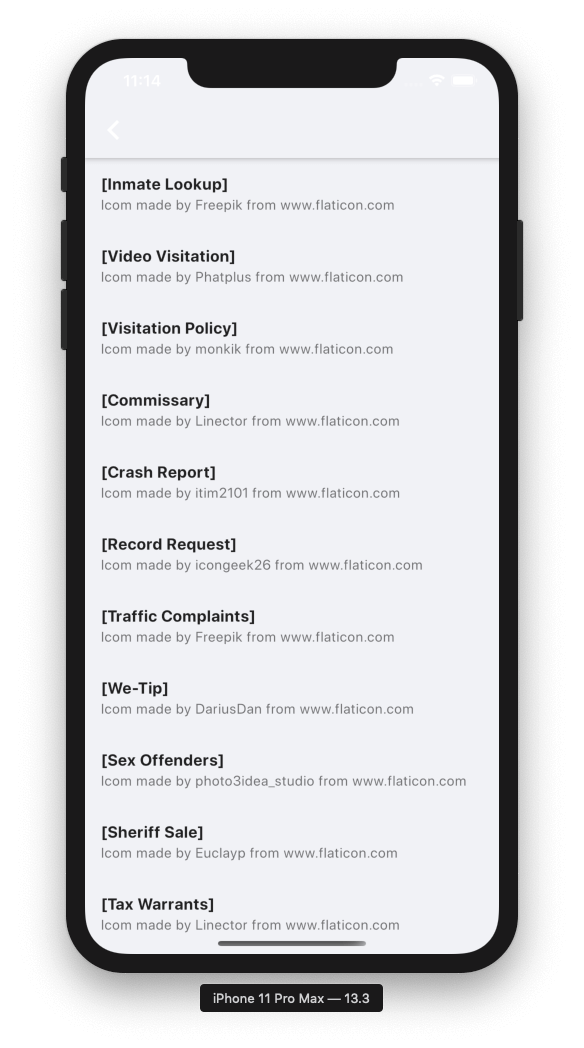 11:14
[Inmate Lookup]
Icom made by Freepik from www.flaticon.com
[Video Visitation]
Icom made by Phatplus from www.flaticon.com
[Visitation Policy]
Icom made by monkik from www.flaticon.com
[Commissary]
Icom made by Linector from www.flaticon.com
[Crash Report]
Icom made by itim2101 from www.flaticon.com
[Record Request]
Icom made by icongeek26 from www.flaticon.com
[Traffic Complaints]
Icom made by Freepik from www.flaticon.com
[We-Tip]
Icom made by DariusDan from www.flaticon.com
[Sex Offenders]
Icom made by photo3idea_studio from www.flaticon.com
[Sheriff Sale]
Icom made by Euclayp from www.flaticon.com
[Tax Warrants]
Icom made by Linector from www.flaticon.com
iPhone 11 Pro Max — 13.3